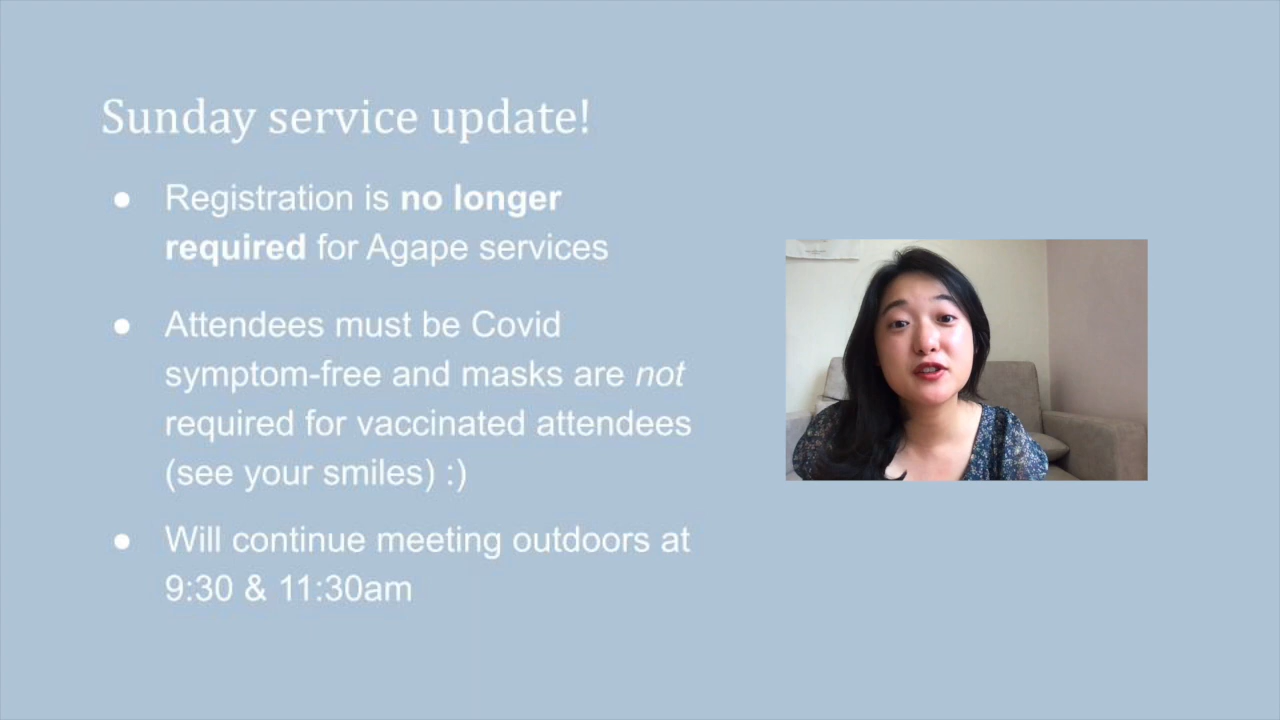 Sunday service update!
● Registration is no longer
required for Agape services
● Attendees must be Covid
symptom-free and masks are not
required for vaccinated attendees
(see your smiles) :)
● Will continue meeting outdoors at
9:30 & 11:30am